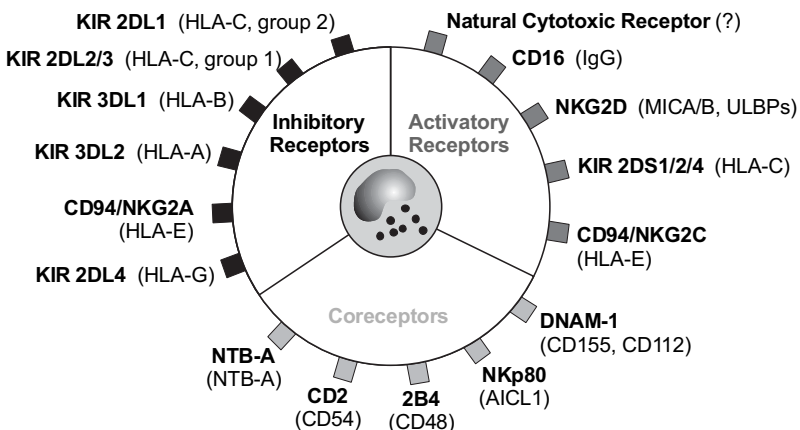 KIR 2DL1 (HLA-C, group 2)
KIR 2DL2/3 (HLA-C, group 1)
KIR 3DL1 (HLA-B)
KIR 3DL2 (HLA-A)
CD94/NKG2A
(HLA-E)
KIR 2DL4 (HLA-G)
Inhibitory
Receptors
Activatory
Receptors
Natural Cytotoxic Receptor (?)
CD16 (IgG)
NKG2D (MICA/B, ULBPs)
KIR 2DS1/2/4 (HLA-C)
CD94/NKG2C
(HLA-E)
Coreceptors
NTB-A
(NTB-A)
CD2
(CD54)
2B4
(CD48)
NKp80
(AICL1)
DNAM-1
(CD155, CD112)